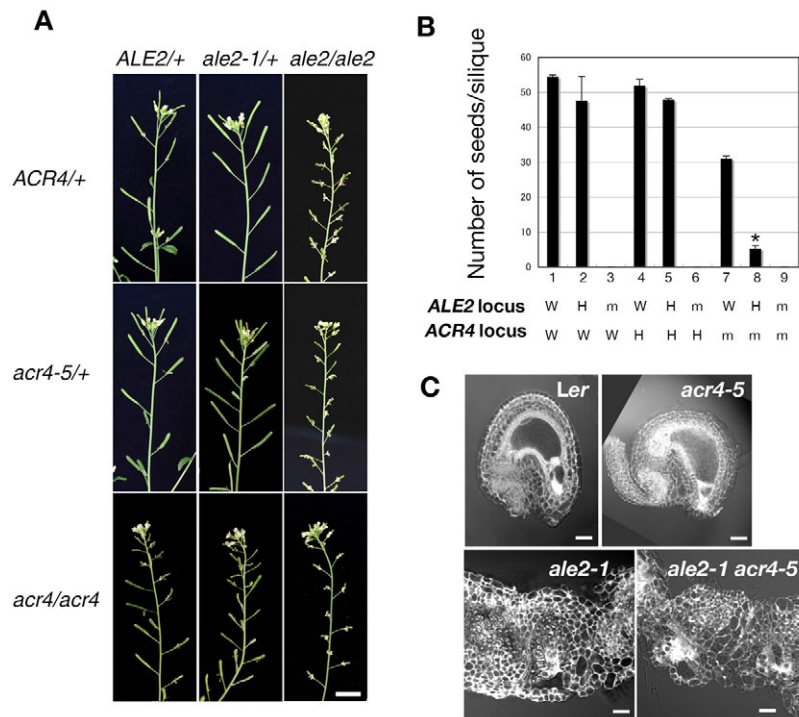 A
ALE2/+ ale2-1/+ ale2/ale2
ACR4/+
acr4-5/+
acr4/acr4
B
Number of seeds/silique
60
50
40
30
20
10
0
*
1 2 3 4 5 6 7 8 9
ALE2 locus W H m W H m W H m
ACR4 locus W W W H H H m m m
C
Ler
acr4-5
ale2-1
ale2-1 acr4-5